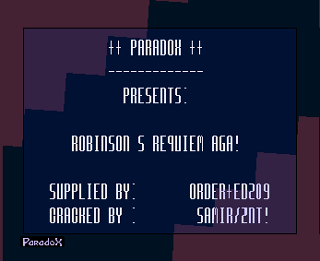 ++ PARADOX ++
-------------
PRESENTS:
ROBINSON S REQUIEM AGA!
SUPPLIED BY: ORDER+ED209
CRACKED BY : SAMIR/ZNT!
ParadoX